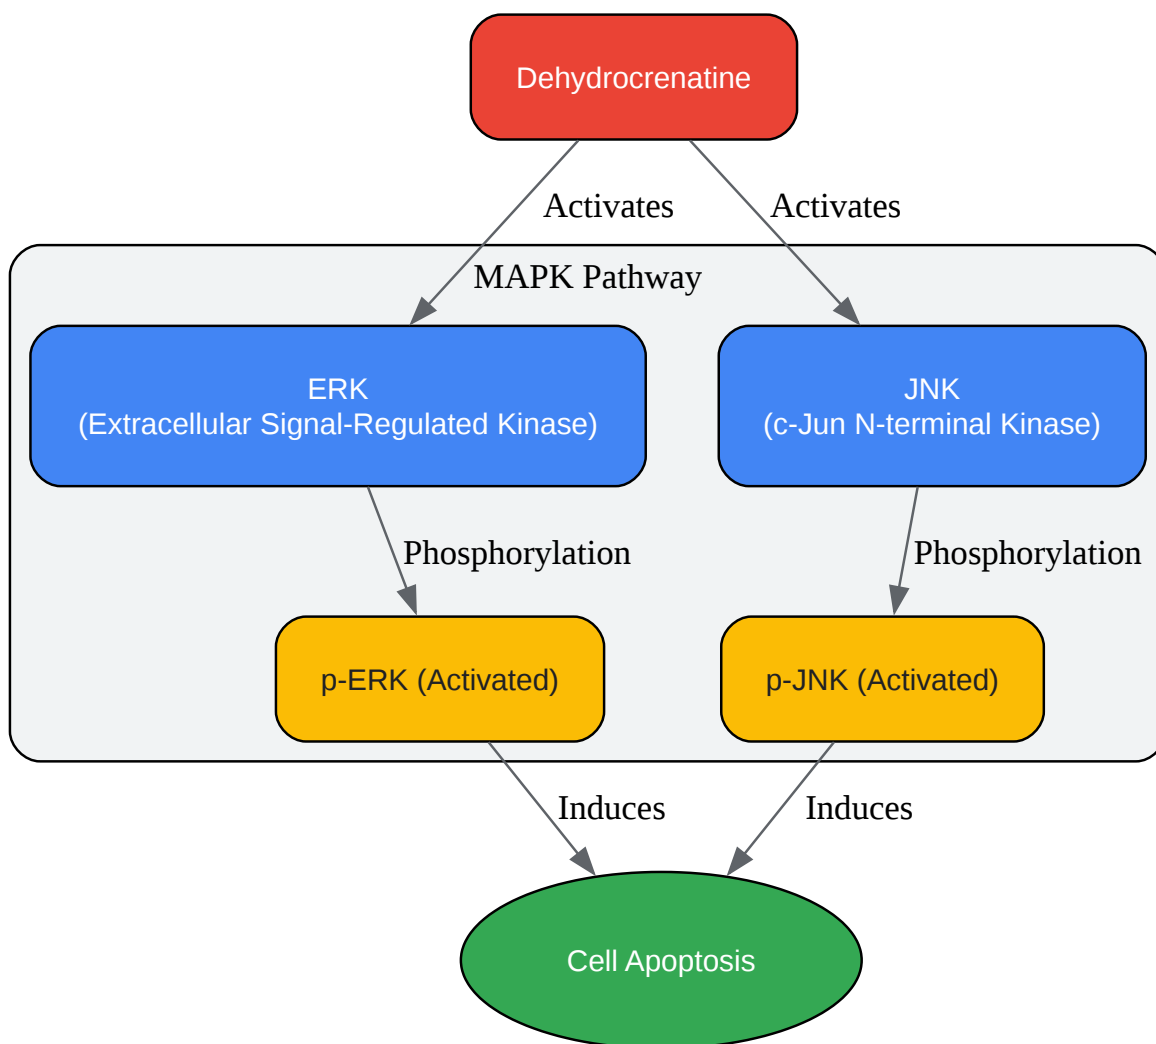 Dehydrocrenatine
Activates
Activates
MAPK Pathway
ERK
(Extracellular Signal-Regulated Kinase)
JNK
(c-Jun N-terminal Kinase)
Phosphorylation
Phosphorylation
p-ERK (Activated)
p-JNK (Activated)
Induces
Induces
Cell Apoptosis